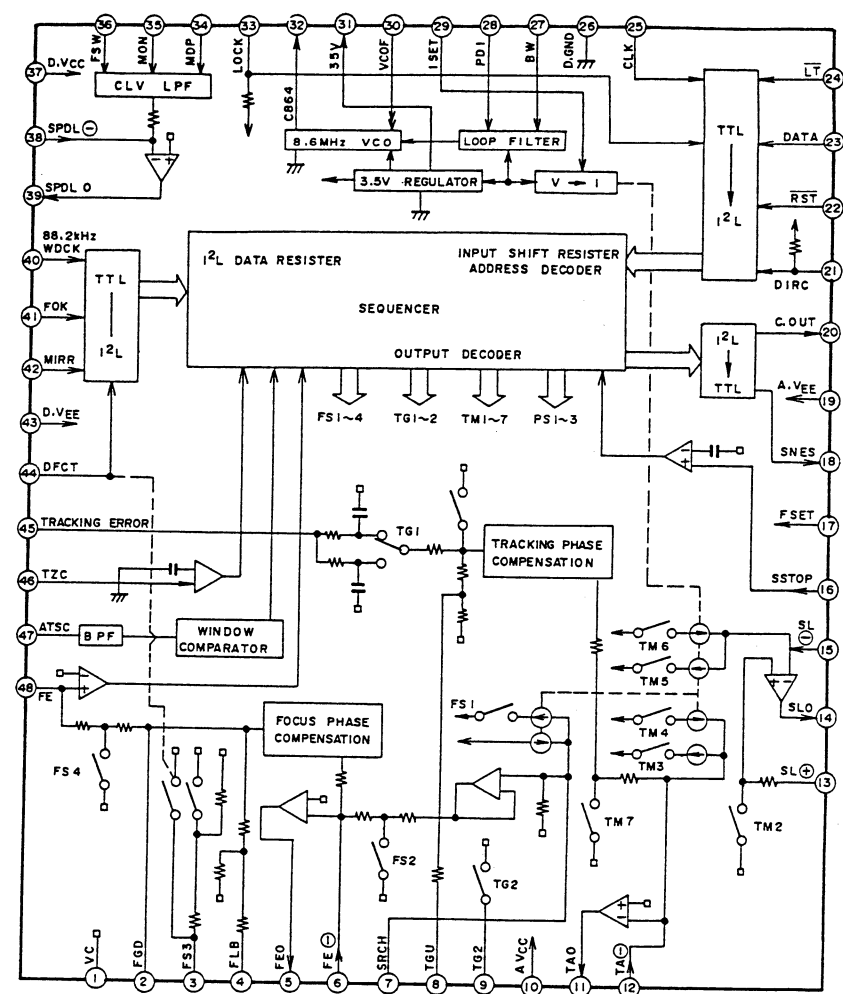 36 35 34 33 32 31 30 29 28 27 26 25
FSW MON MDP LOCK C864 3.5V VCOF ISET PDI BW D.GND CLK
37 D.VCC
CLV LPF
LT 24
38 SPDL ⊖
8.6MHz VCO
LOOP FILTER
TTL
I²L
DATA 23
39 SPDL O
3.5V REGULATOR
V → I
RST 22
88.2kHz
40 WDCK
TTL
I²L
I²L DATA REGISTER
INPUT SHIFT REGISTER
ADDRESS DECODER
SEQUENCER
OUTPUT DECODER
DIRC 21
41 FOK
I²L
TTL
C.OUT 20
42 MIRR
A.VEE 19
43 D.VEE
FS1~4 TG1~2 TM1~7 PS1~3
44 DFCT
SNES 18
45 TRACKING ERROR
TG1
TRACKING PHASE
COMPENSATION
FSET 17
46 TZC
SSTOP 16
47 ATSC
BPF
WINDOW
COMPARATOR
TM6
SL
⊖ 15
TM5
48 FE
FS1
TM4
SLO 14
FOCUS PHASE
COMPENSATION
FS4
TM3
SL ⊕ 13
FS2
TG2
TM7
TM2
VC FGD FS3 FLB FEO FE ⊖ SRCH TGU TG2 AVCC TAO TA ⊖
1 2 3 4 5 6 7 8 9 10 11 12